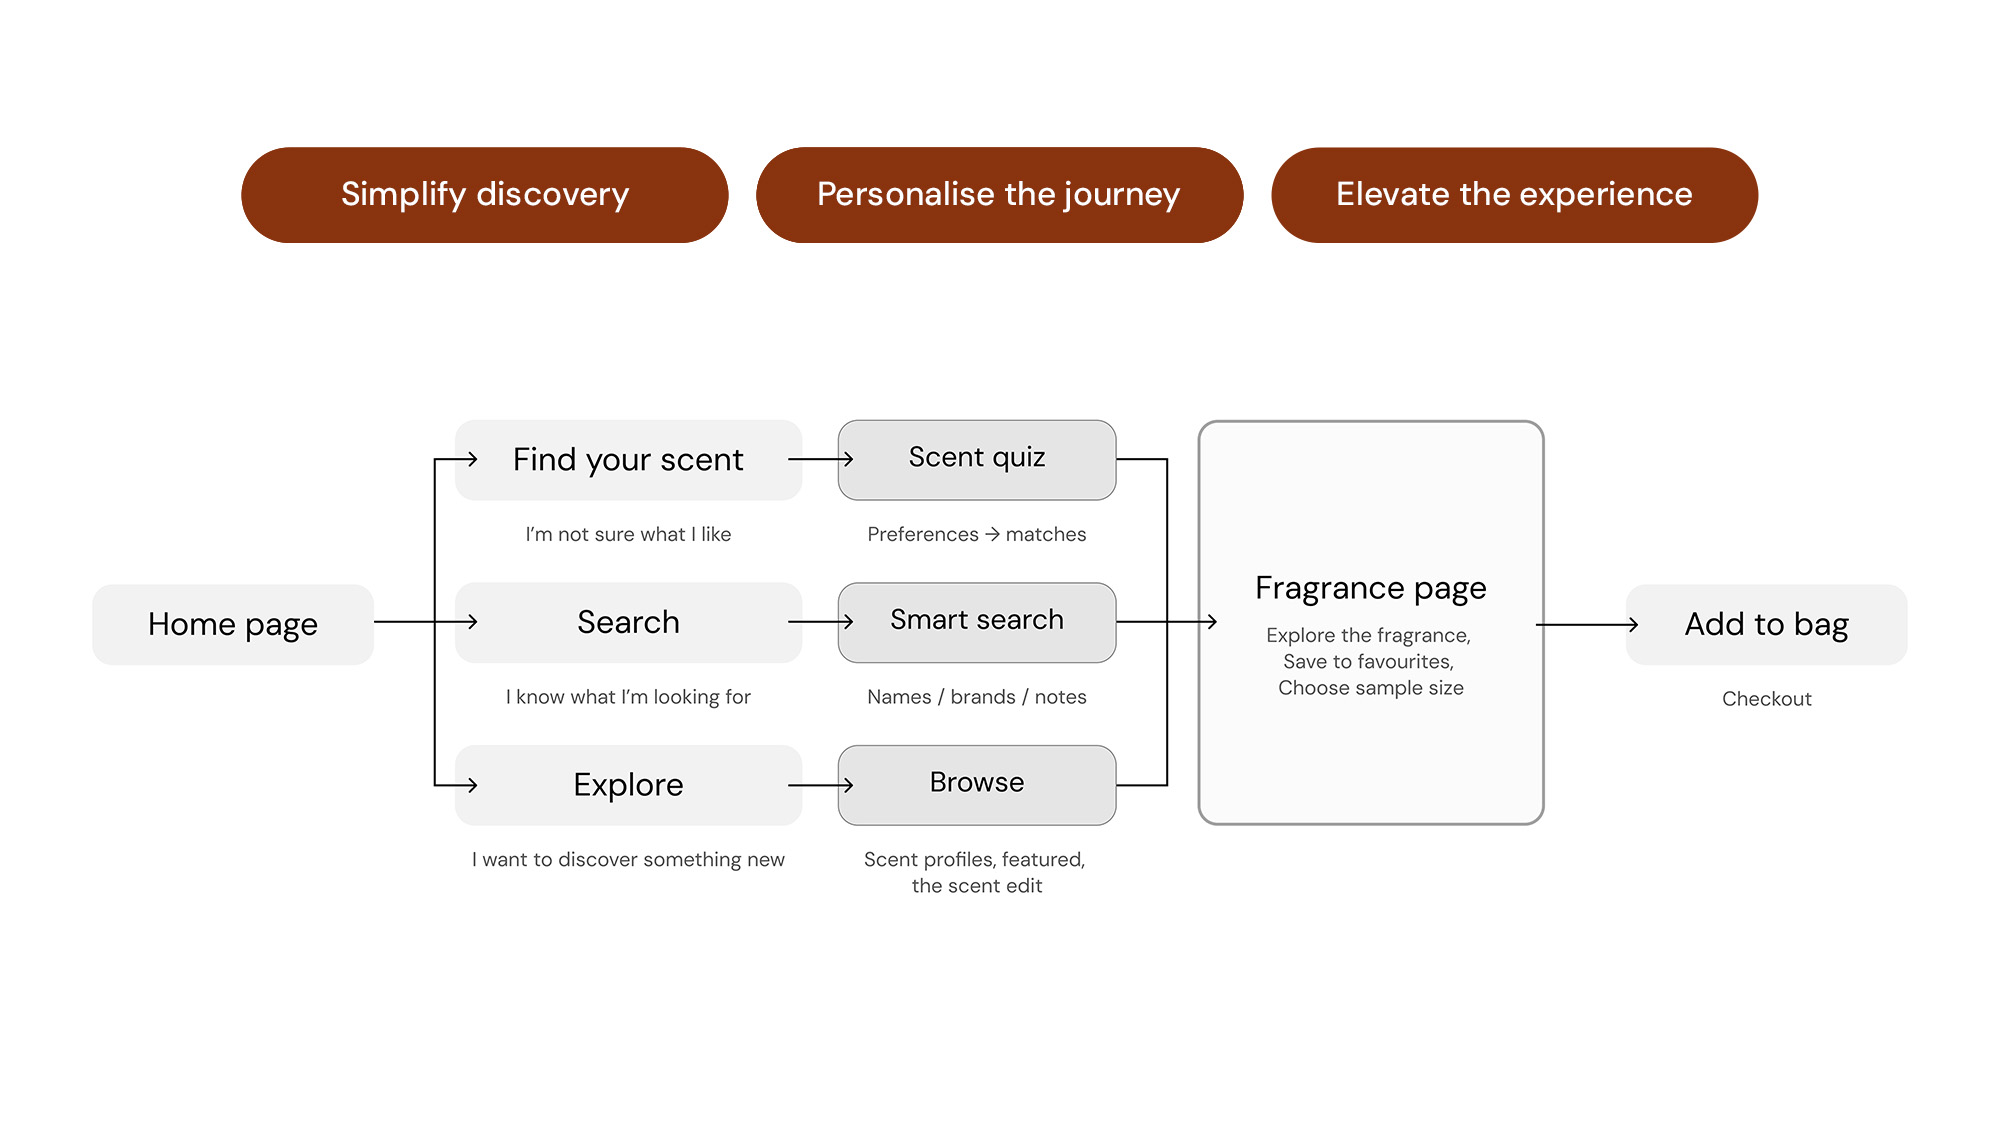 Simplify discovery
Personalise the journey
Elevate the experience
Home page
Find your scent
I’m not sure what I like
Search
I know what I’m looking for
Explore
I want to discover something new
Scent quiz
Preferences → matches
Smart search
Names / brands / notes
Browse
Scent profiles, featured,
the scent edit
Fragrance page
Explore the fragrance,
Save to favourites,
Choose sample size
Add to bag
Checkout